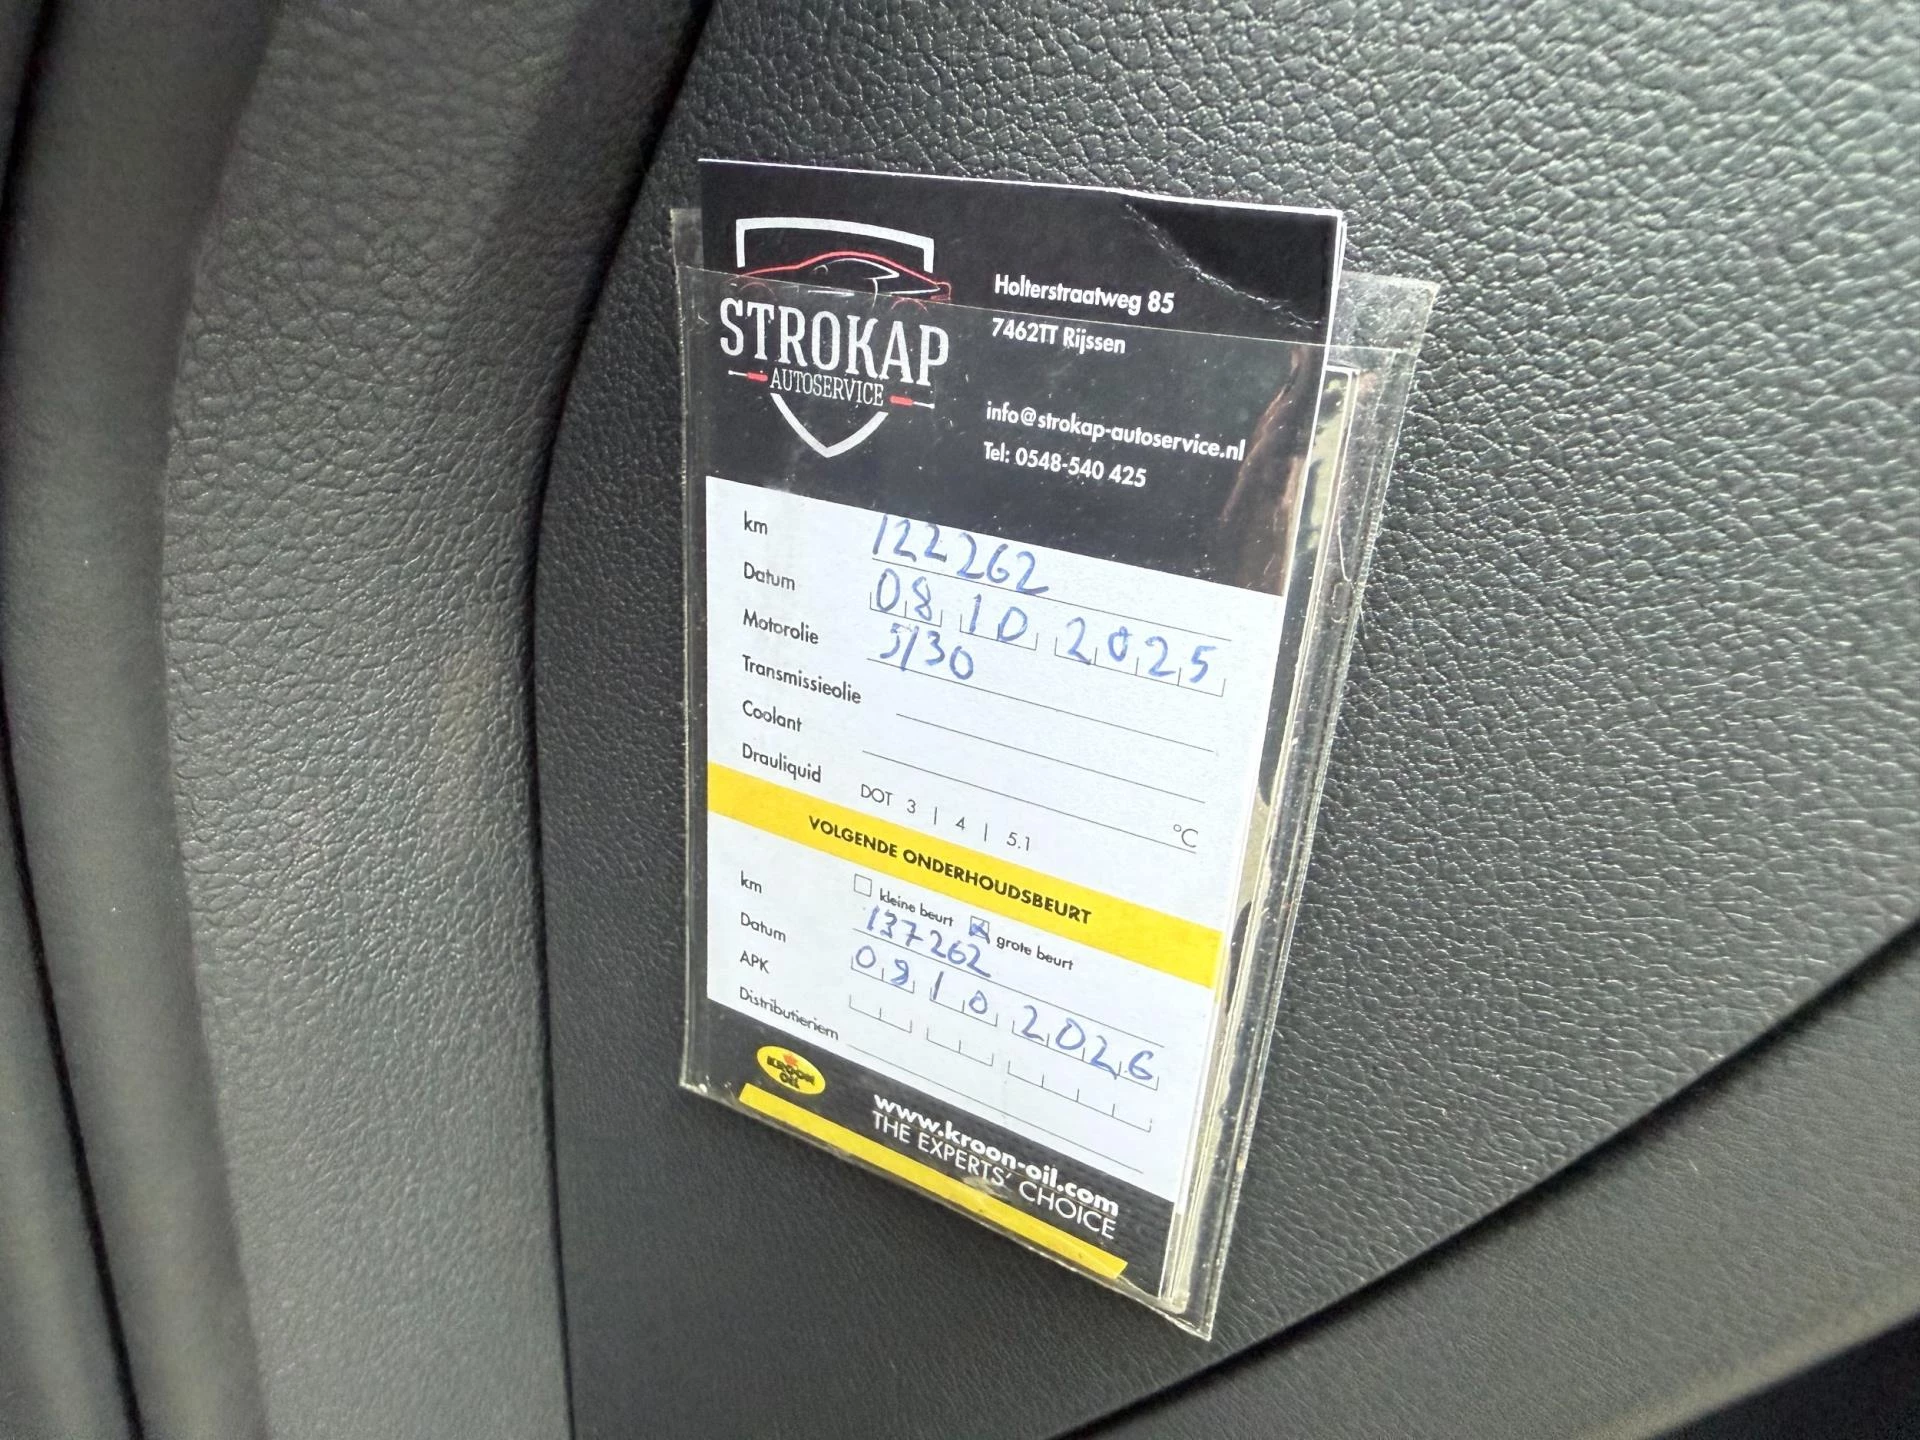 STROKAP
AUTOSERVICE
Holterstraatweg 85
7462TT Rijssen
info@strokap-autoservice.nl
Tel: 0548-540 425
km 122262
Datum 08 10 2025
Motorolie 5/30
Transmissieolie
Coolant °C
Drauliquid DOT 3 | 4 | 5.1
VOLGENDE ONDERHOUDSBEURT
kleine beurt grote beurt
km 137262
Datum 08 10 2026
APK
Distributieriem
KROON
OIL
www.kroon-oil.com
THE EXPERTS' CHOICE